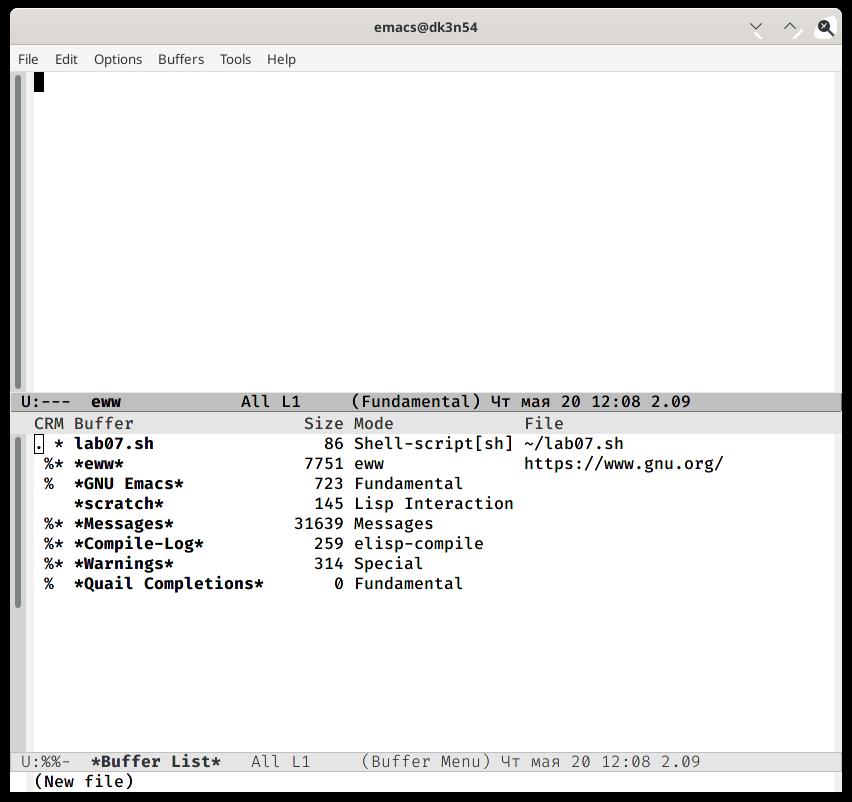 emacs@dk3n54
File Edit Options Buffers Tools Help
U:---  eww            All L1     (Fundamental) Чт мая 20 12:08 2.09
CRM Buffer                 Size Mode             File
. * lab07.sh                 86 Shell-script[sh] ~/lab07.sh
 %* *eww*                  7751 eww              https://www.gnu.org/
 %  *GNU Emacs*             723 Fundamental
    *scratch*               145 Lisp Interaction
 %* *Messages*            31639 Messages
 %* *Compile-Log*           259 elisp-compile
 %* *Warnings*              314 Special
 %  *Quail Completions*       0 Fundamental
U:%%-  *Buffer List*   All L1     (Buffer Menu) Чт мая 20 12:08 2.09
(New file)